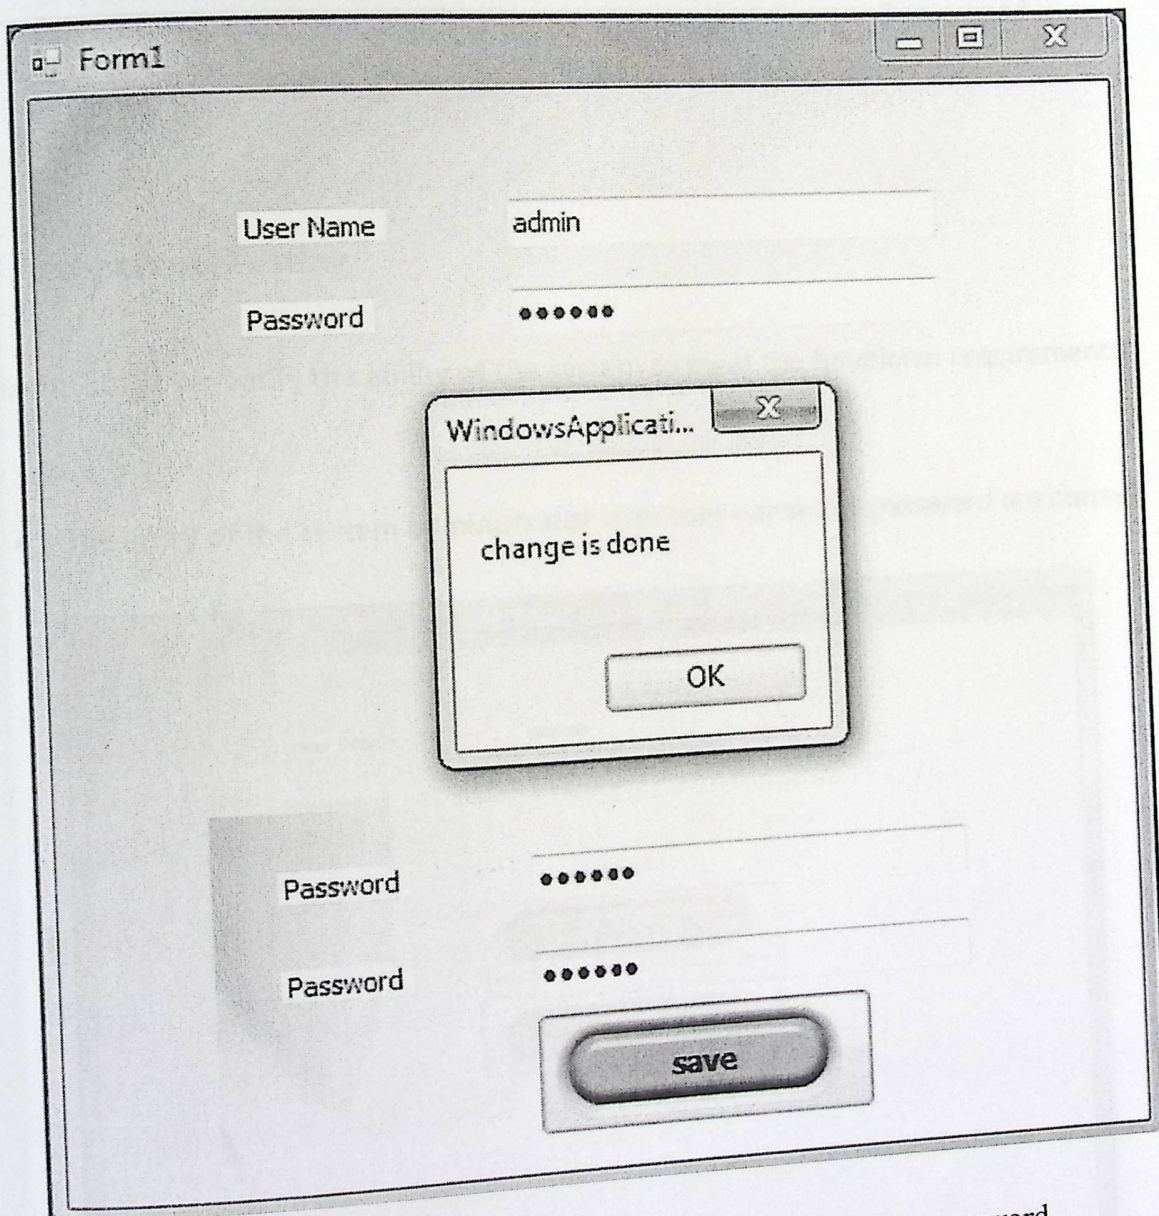 Form1
User Name admin
Password ••••••
WindowsApplicati...
change is done
OK
Password ••••••
Password ••••••
save